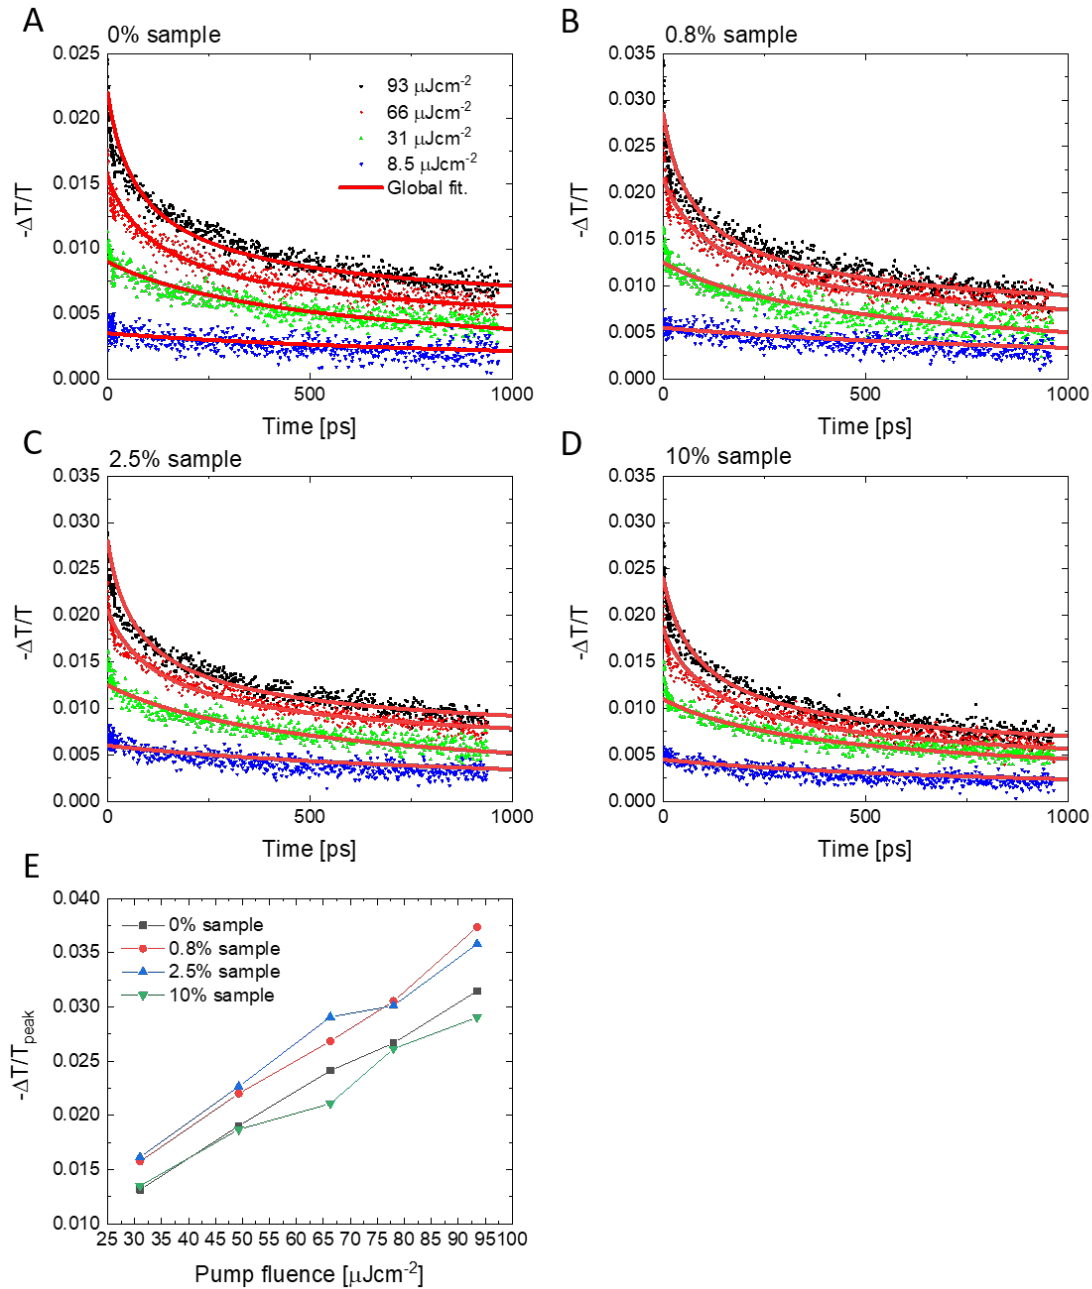 A
0% sample
0.025
0.020
0.015
0.010
0.005
0.000
-ΔT/T
93 μJcm-2
66 μJcm-2
31 μJcm-2
8.5 μJcm-2
Global fit.
0
500
1000
Time [ps]
B
0.8% sample
0.035
0.030
0.025
0.020
0.015
0.010
0.005
0.000
-ΔT/T
0
500
1000
Time [ps]
C
2.5% sample
0.035
0.030
0.025
0.020
0.015
0.010
0.005
0.000
-ΔT/T
0
500
1000
Time [ps]
D
10% sample
0.035
0.030
0.025
0.020
0.015
0.010
0.005
0.000
-ΔT/T
0
500
1000
Time [ps]
E
0.040
0.035
0.030
0.025
0.020
0.015
0.010
-ΔT/Tpeak
0% sample
0.8% sample
2.5% sample
10% sample
25 30 35 40 45 50 55 60 65 70 75 80 85 90 95 100
Pump fluence [μJcm-2]